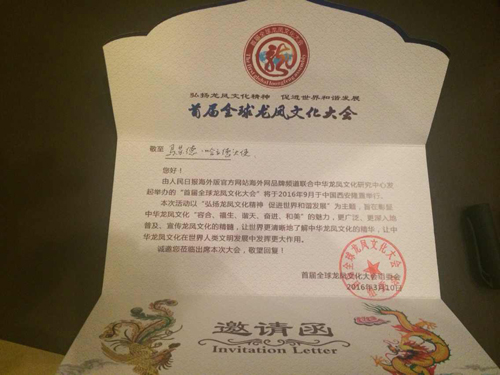 首届全球龙凤文化大会
弘扬龙凤文化精神 促进世界和谐发展
首届全球龙凤文化大会
敬至
您好！
由人民日报海外版官方网站海外网品牌频道联合中华龙凤文化研究中心发
起举办的“首届全球龙凤文化大会”将于2016年9月于中国西安隆重举行。
本次活动以“弘扬龙凤文化精神 促进世界和谐发展”为主题，旨在彰显
中华龙凤文化“容合、福生、谐天、奋进、和美”的魅力，更广泛、更深入地
普及、宣传龙凤文化的精髓，让世界更清晰地了解中华龙凤文化的精华，让中
华龙凤文化在世界人类文明发展中发挥更大作用。
诚邀您莅临出席本次大会，敬望回复！
首届全球龙凤文化大会组委会
2016年3月10日
邀请函
Invitation Letter